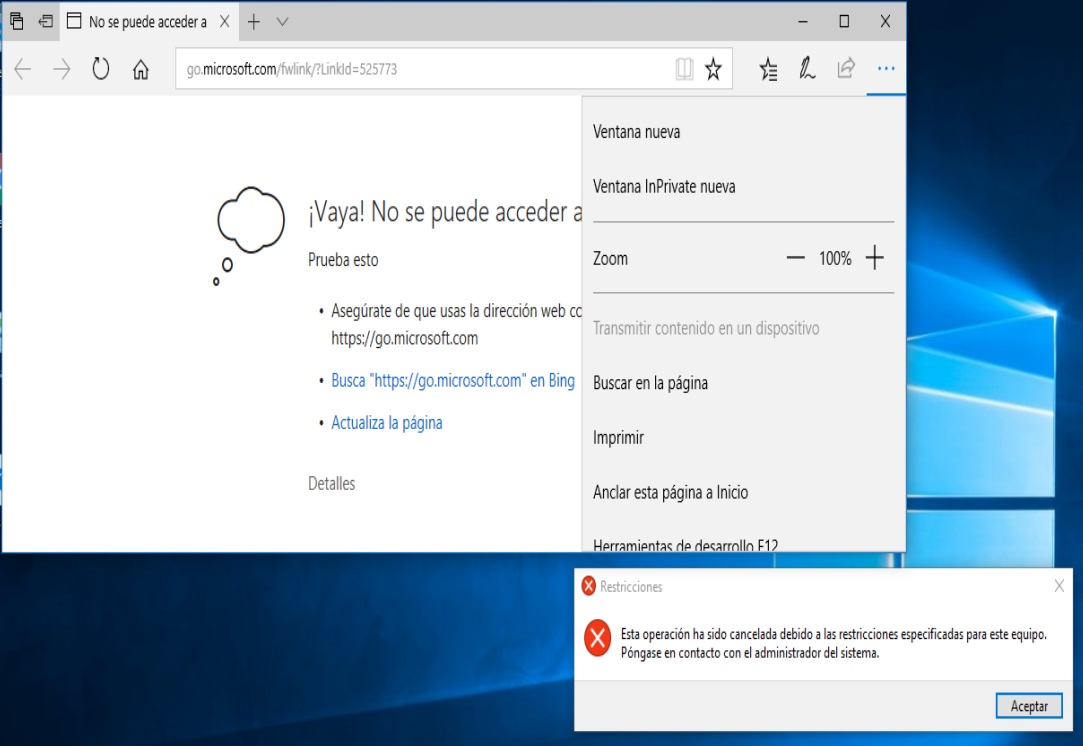 No se puede acceder a
go.microsoft.com/fwlink/?LinkId=525773
¡Vaya! No se puede acceder a
Prueba esto
• Asegúrate de que usas la dirección web co
https://go.microsoft.com
• Busca "https://go.microsoft.com" en Bing
• Actualiza la página
Detalles
Ventana nueva
Ventana InPrivate nueva
Zoom
100%
Transmitir contenido en un dispositivo
Buscar en la página
Imprimir
Anclar esta página a Inicio
Herramientas de desarrollo F12
Restricciones
Esta operación ha sido cancelada debido a las restricciones especificadas para este equipo.
Póngase en contacto con el administrador del sistema.
Aceptar